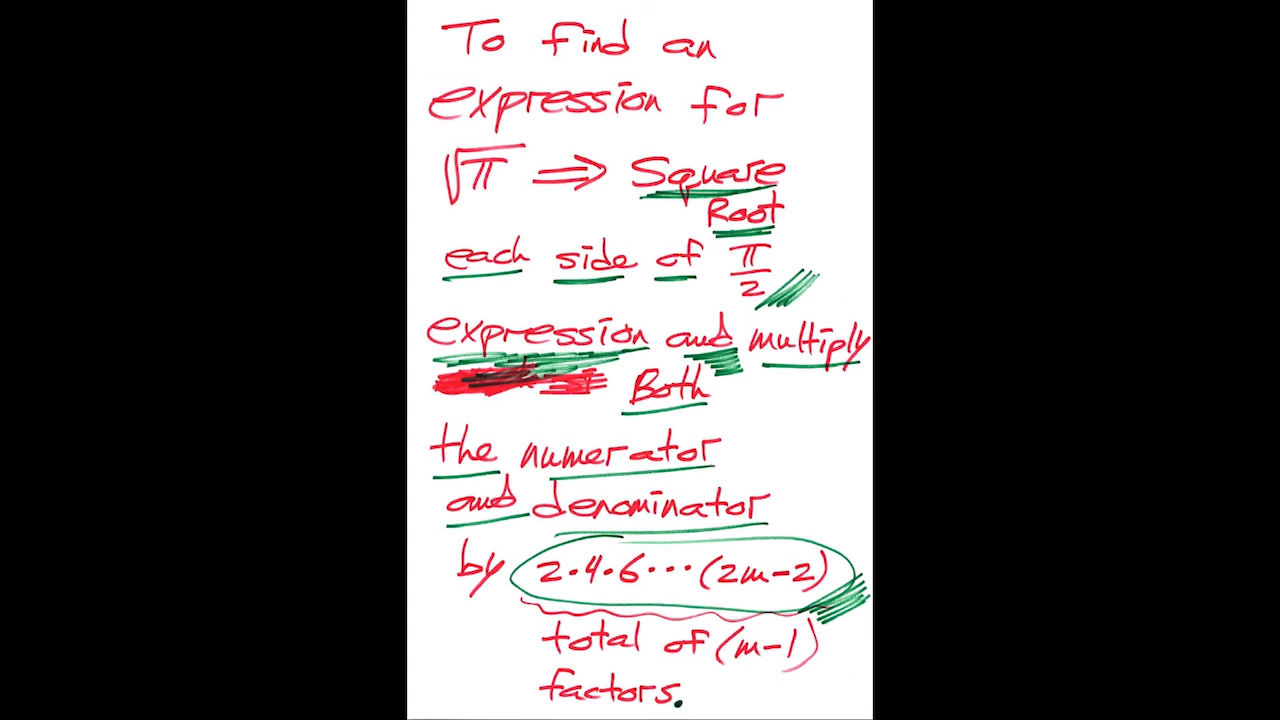 To find an
expression for
√π ⇒ Square
Root
each side of π/2
expression and multiply
Both
the numerator
and denominator
by 2·4·6···(2m-2)
total of (m-1)
factors.